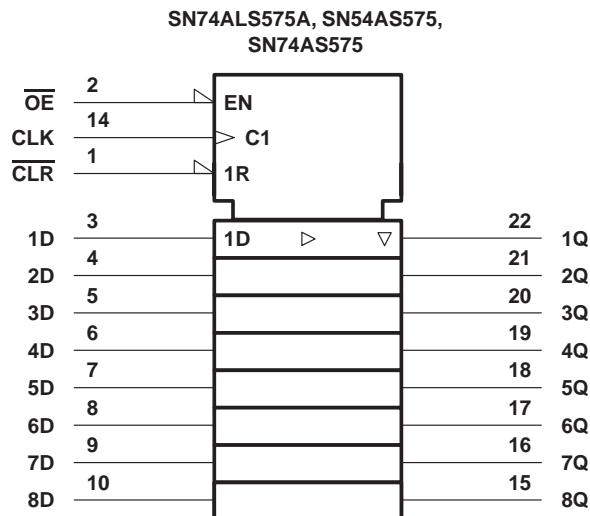 SN74ALS575A, SN54AS575,
SN74AS575
OE 2 EN
CLK 14 C1
CLR 1 1R
1D 3 1D 22 1Q
2D 4 21 2Q
3D 5 20 3Q
4D 6 19 4Q
5D 7 18 5Q
6D 8 17 6Q
7D 9 16 7Q
8D 10 15 8Q